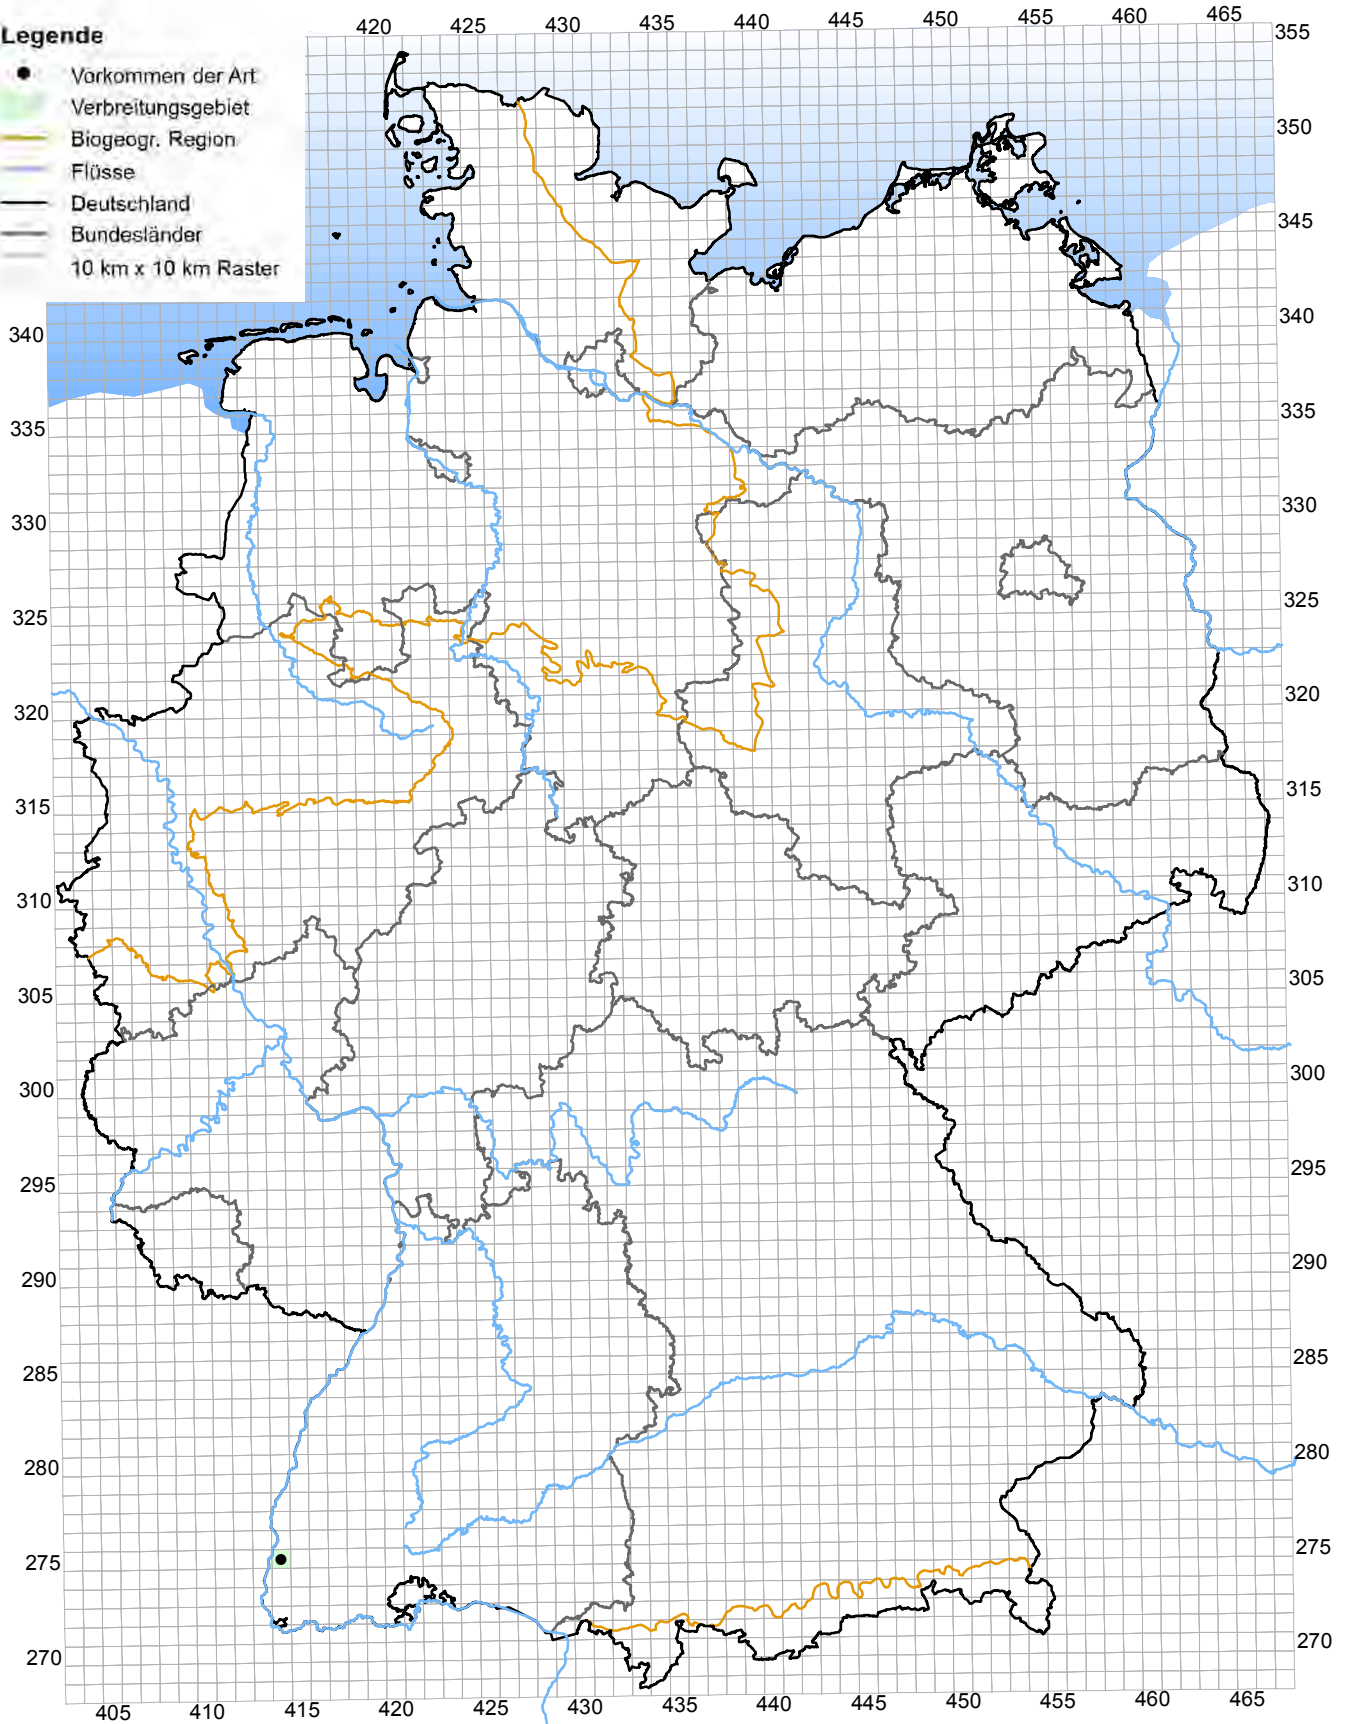 Legende
Vorkommen der Art
Verbreitungsgebiet
Biogeogr. Region
Flüsse
Deutschland
Bundesländer
10 km x 10 km Raster
420 425 430 435 440 445 450 455 460 465
355
350
345
340 340
335 335
330 330
325 325
320 320
315 315
310 310
305 305
300 300
295 295
290 290
285 285
280 280
275 275
270 270
405 410 415 420 425 430 435 440 445 450 455 460 465